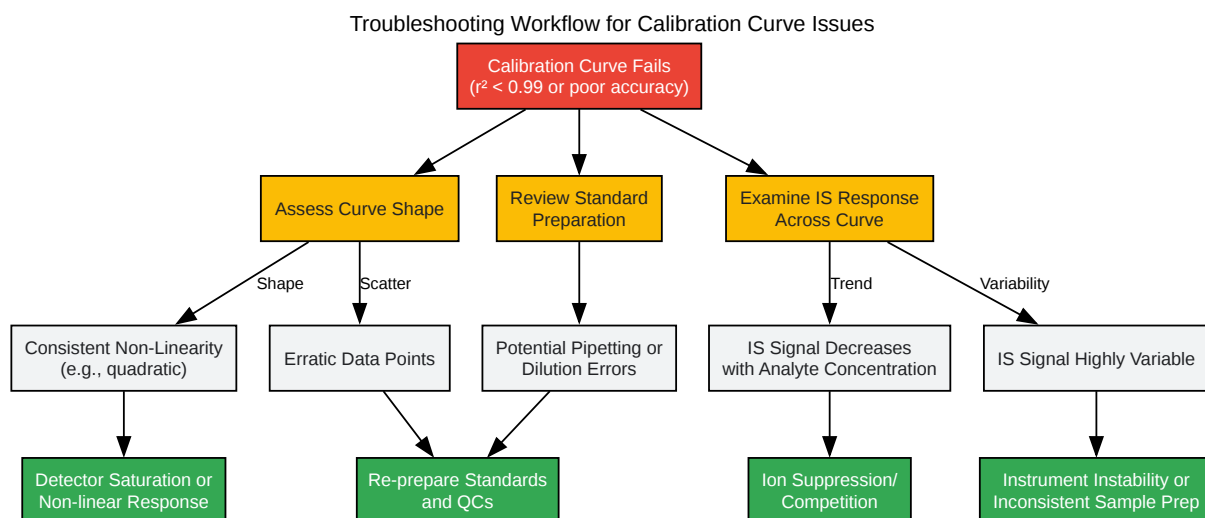 Troubleshooting Workflow for Calibration Curve Issues
Calibration Curve Fails
(r² < 0.99 or poor accuracy)
Assess Curve Shape
Review Standard
Preparation
Examine IS Response
Across Curve
Shape
Scatter
Trend
Variability
Consistent Non-Linearity
(e.g., quadratic)
Erratic Data Points
Potential Pipetting or
Dilution Errors
IS Signal Decreases
with Analyte Concentration
IS Signal Highly Variable
Detector Saturation or
Non-linear Response
Re-prepare Standards
and QCs
Ion Suppression/
Competition
Instrument Instability or
Inconsistent Sample Prep